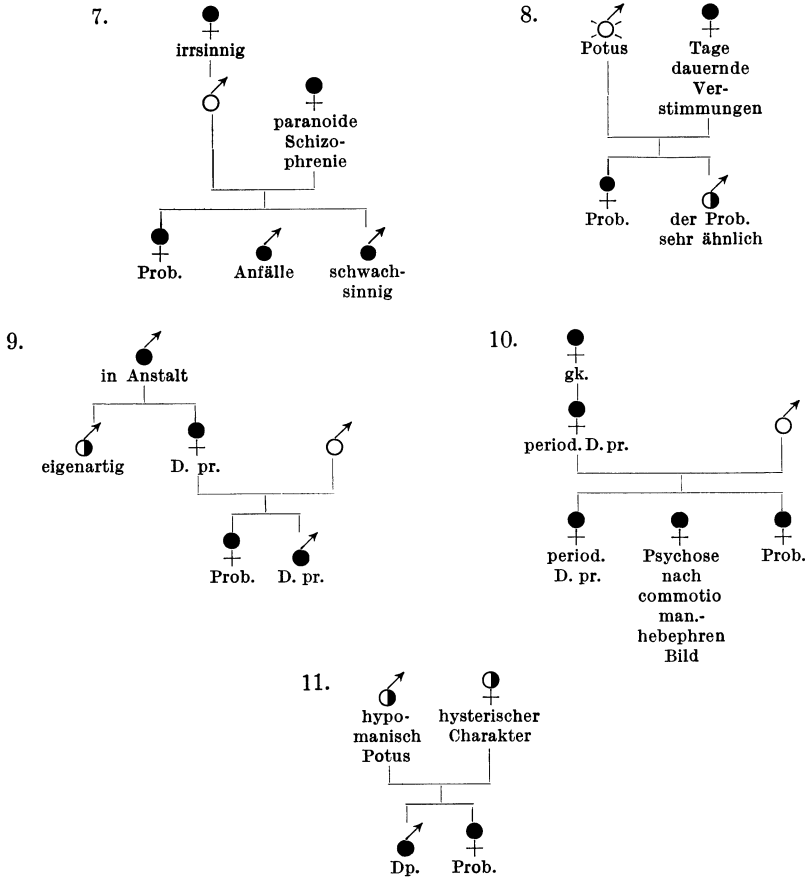 7.
irrsinnig
paranoide
Schizo-
phrenie
Prob.
Anfälle
schwach-
sinnig
8.
Potus
Tage
dauernde
Ver-
stimmungen
Prob.
der Prob.
sehr ähnlich
9.
in Anstalt
eigenartig
D. pr.
Prob.
D. pr.
10.
gk.
period. D. pr.
period.
D. pr.
Psychose
nach
commotio
man.-
hebephren
Bild
Prob.
11.
hypo-
manisch
Potus
hysterischer
Charakter
Dp.
Prob.